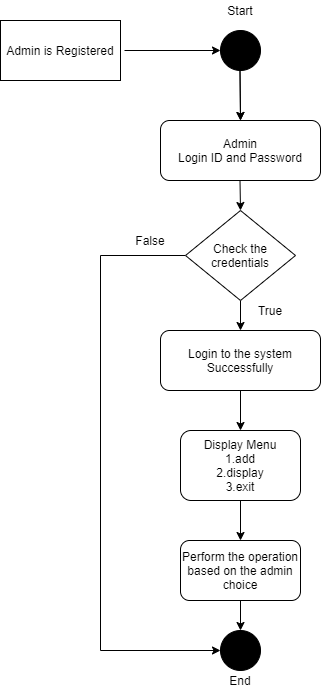 Start
Admin is Registered
Admin
Login ID and Password
Check the
credentials
False
True
Login to the system
Successfully
Display Menu
1.add
2.display
3.exit
Perform the operation
based on the admin
choice
End